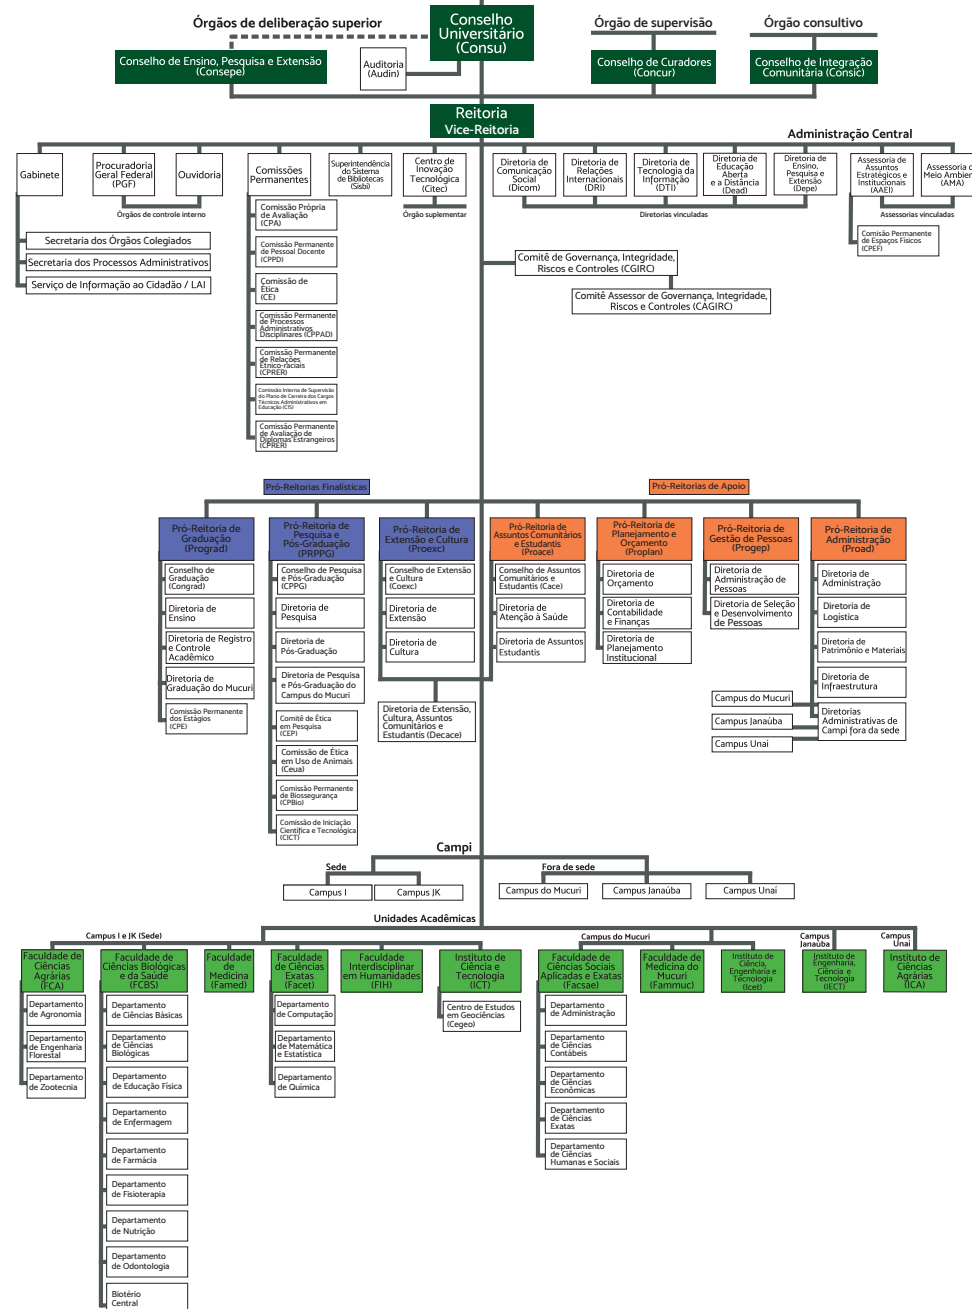 Órgãos de deliberação superior
Conselho
Universitário
(Consu)
Órgão de supervisão
Órgão consultivo
Conselho de Ensino, Pesquisa e Extensão
(Consepe)
Auditoria
(Audin)
Conselho de Curadores
(Concur)
Conselho de Integração
Comunitária (Consic)
Reitoria
Vice-Reitoria
Administração Central
Gabinete
Procuradoria
Geral Federal
(PGF)
Ouvidoria
Comissões
Permanentes
Superintendência
do Sistema
de Bibliotecas
(Sisbi)
Centro de
Inovação
Tecnológica
(Citec)
Diretoria de
Comunicação
Social
(Dicom)
Diretoria de
Relações
Internacionais
(DRI)
Diretoria de
Tecnologia da
Informação
(DTI)
Diretoria de
Educação
Aberta
e a Distância
(Dead)
Diretoria de
Ensino,
Pesquisa e
Extensão
(Depe)
Assessoria de
Assuntos
Estratégicos e
Institucionais
(AAEI)
Assessoria d
Meio Ambien
(AMA)
Órgãos de controle interno
Órgão suplementar
Diretorias vinculadas
Assessorias vinculadas
Secretaria dos Órgãos Colegiados
Secretaria dos Processos Administrativos
Serviço de Informação ao Cidadão / LAI
Comissão Própria
de Avaliação
(CPA)
Comissão Permanente
de Pessoal Docente
(CPPD)
Comissão de
Ética
(CE)
Comissão Permanente
de Processos
Administrativos
Disciplinares (CPPAD)
Comissão Permanente
de Relações
Étnico-raciais
(CPRER)
Comissão Interna de Supervisão
do Plano de Carreira dos Cargos
Técnicos Administrativos em
Educação (CIS)
Comissão Permanente
de Avaliação de
Diplomas Estrangeiros
(CPRER)
Comisão Permanente
de Espaços Físicos
(CPEF)
Comitê de Governança, Integridade,
Riscos e Controles (CGIRC)
Comitê Assessor de Governança, Integridade,
Riscos e Controles (CAGIRC)
Pró-Reitorias Finalísticas
Pró-Reitorias de Apoio
Pró-Reitoria de
Graduação
(Prograd)
Pró-Reitoria de
Pesquisa e
Pós-Graduação
(PRPPG)
Pró-Reitoria de
Extensão e Cultura
(Proexc)
Pró-Reitoria de
Assuntos Comunitários
e Estudantis
(Proace)
Pró-Reitoria de
Planejamento e
Orçamento
(Proplan)
Pró-Reitoria de
Gestão de Pessoas
(Progep)
Pró-Reitoria de
Administração
(Proad)
Conselho de
Graduação
(Congrad)
Diretoria de
Ensino
Diretoria de Registro
e Controle
Acadêmico
Diretoria de
Graduação do Mucuri
Comissão Permanente
dos Estágios
(CPE)
Conselho de Pesquisa
e Pós-Graduação
(CPPG)
Diretoria de
Pesquisa
Diretoria de
Pós-Graduação
Diretoria de Pesquisa
e Pós-Graduação do
Campus do Mucuri
Comitê de Ética
em Pesquisa
(CEP)
Comissão de Ética
em Uso de Animais
(Ceua)
Comissão Permanente
de Biossegurança
(CPBio)
Comissão de Iniciação
Científica e Tecnológica
(CICT)
Conselho de Extensão
e Cultura
(Coexc)
Diretoria de
Extensão
Diretoria de
Cultura
Diretoria de Extensão,
Cultura, Assuntos
Comunitários e
Estudantis (Decace)
Conselho de Assuntos
Comunitários e
Estudantis (Cace)
Diretoria de
Atenção à Saúde
Diretoria de Assuntos
Estudantis
Diretoria de
Orçamento
Diretoria de
Contabilidade
e Finanças
Diretoria de
Planejamento
Institucional
Diretoria de
Administração de
Pessoas
Diretoria de Seleção
e Desenvolvimento
de Pessoas
Diretoria de
Administração
Diretoria de
Logística
Diretoria de
Patrimônio e Materiais
Diretoria de
Infraestrutura
Diretorias
Administrativas de
Campi fora da sede
Campus do Mucuri
Campus Janaúba
Campus Unaí
Campi
Sede
Fora de sede
Campus I
Campus JK
Campus do Mucuri
Campus Janaúba
Campus Unaí
Unidades Acadêmicas
Campus I e JK (Sede)
Campus do Mucuri
Campus
Janaúba
Campus
Unaí
Faculdade de
Ciências
Agrárias
(FCA)
Faculdade de
Ciências Biológicas
e da Saúde
(FCBS)
Faculdade
de
Medicina
(Famed)
Faculdade
de Ciências
Exatas
(Facet)
Faculdade
Interdisciplinar
em Humanidades
(FIH)
Instituto de
Ciência e
Tecnologia
(ICT)
Faculdade de
Ciências Sociais
Aplicadas e Exatas
(Facsae)
Faculdade de
Medicina do
Mucuri
(Fammuc)
Instituto de
Ciência,
Engenharia e
Tecnologia
(Icet)
Instituto de
Engenharia,
Ciência e
Tecnologia
(IECT)
Instituto de
Ciências
Agrárias
(ICA)
Departamento
de Agronomia
Departamento
de Engenharia
Florestal
Departamento
de Zootecnia
Departamento
de Ciências Básicas
Departamento
de Ciências
Biológicas
Departamento
de Educação Física
Departamento
de Enfermagem
Departamento
de Farmácia
Departamento
de Fisioterapia
Departamento
de Nutrição
Departamento
de Odontologia
Biotério
Central
Departamento
de Computação
Departamento
de Matemática
e Estatística
Departamento
de Química
Centro de Estudos
em Geociências
(Cegeo)
Departamento
de Administração
Departamento
de Ciências
Contábeis
Departamento
de Ciências
Econômicas
Departamento
de Ciências
Exatas
Departamento
de Ciências
Humanas e Sociais